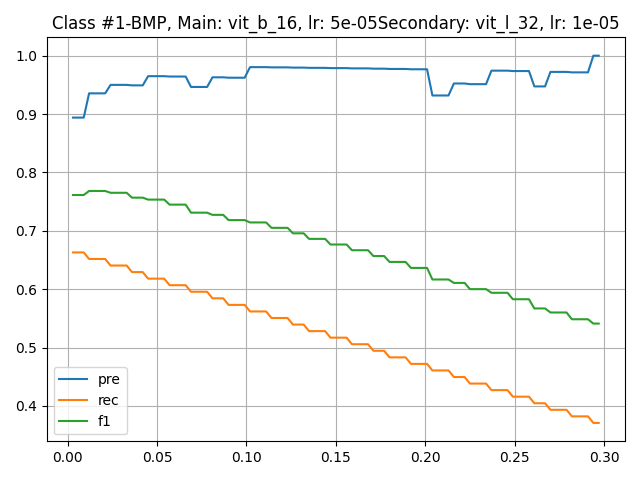 Class #1-BMP, Main: vit_b_16, lr: 5e-05Secondary: vit_l_32, lr: 1e-05
1.0
0.9
0.8
0.7
0.6
0.5
0.4
pre
rec
f1
0.00 0.05 0.10 0.15 0.20 0.25 0.30